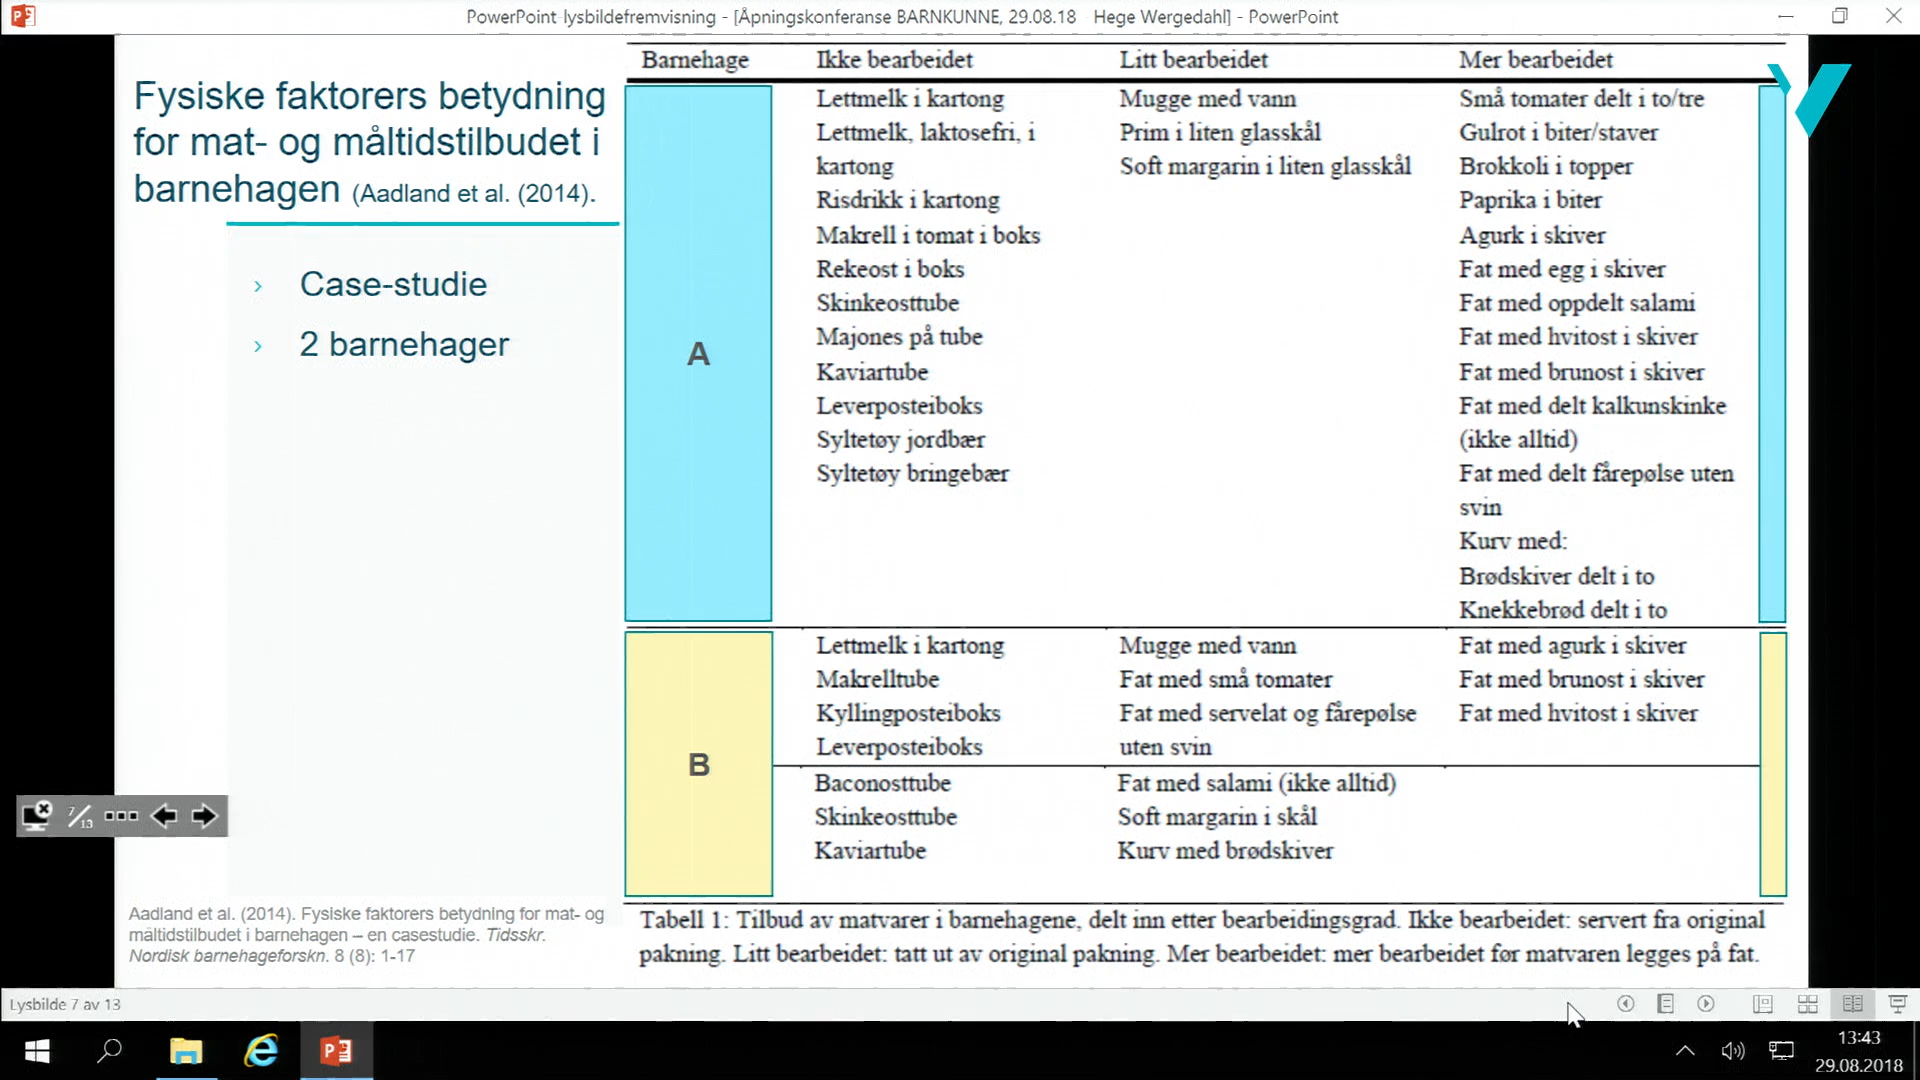 PowerPoint lysbildefremvisning - [Åpningskonferanse BARNKUNNE, 29.08.18 Hege Wergedahl] - PowerPoint
Fysiske faktorers betydning
for mat- og måltidstilbudet i
barnehagen (Aadland et al. (2014).
› Case-studie
› 2 barnehager
Barnehage Ikke bearbeidet Litt bearbeidet Mer bearbeidet
A
Lettmelk i kartong
Lettmelk, laktosefri, i
kartong
Risdrikk i kartong
Makrell i tomat i boks
Rekeost i boks
Skinkeosttube
Majones på tube
Kaviartube
Leverposteiboks
Syltetøy jordbær
Syltetøy bringebær
Mugge med vann
Prim i liten glasskål
Soft margarin i liten glasskål
Små tomater delt i to/tre
Gulrot i biter/staver
Brokkoli i topper
Paprika i biter
Agurk i skiver
Fat med egg i skiver
Fat med oppdelt salami
Fat med hvitost i skiver
Fat med brunost i skiver
Fat med delt kalkunskinke
(ikke alltid)
Fat med delt fårepølse uten
svin
Kurv med:
Brødskiver delt i to
Knekkebrød delt i to
B
Lettmelk i kartong
Makrelltube
Kyllingposteiboks
Leverposteiboks
Mugge med vann
Fat med små tomater
Fat med servelat og fårepølse
uten svin
Fat med agurk i skiver
Fat med brunost i skiver
Fat med hvitost i skiver
Baconosttube
Skinkeosttube
Kaviartube
Fat med salami (ikke alltid)
Soft margarin i skål
Kurv med brødskiver
Tabell 1: Tilbud av matvarer i barnehagene, delt inn etter bearbeidingsgrad. Ikke bearbeidet: servert fra original
pakning. Litt bearbeidet: tatt ut av original pakning. Mer bearbeidet: mer bearbeidet før matvaren legges på fat.
7/13
Aadland et al. (2014). Fysiske faktorers betydning for mat- og
måltidstilbudet i barnehagen – en casestudie. Tidsskr.
Nordisk barnehageforskn. 8 (8): 1-17
Lysbilde 7 av 13
13:43
29.08.2018